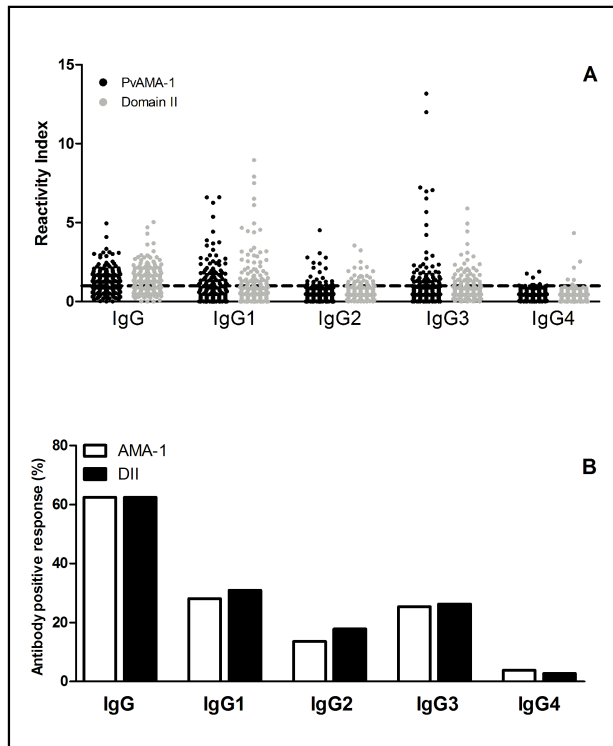 A
PvAMA-1
Domain II
Reactivity Index
15
10
5
0
IgG IgG1 IgG2 IgG3 IgG4
B
AMA-1
DII
Antibody positive response (%)
80
60
40
20
0
IgG IgG1 IgG2 IgG3 IgG4